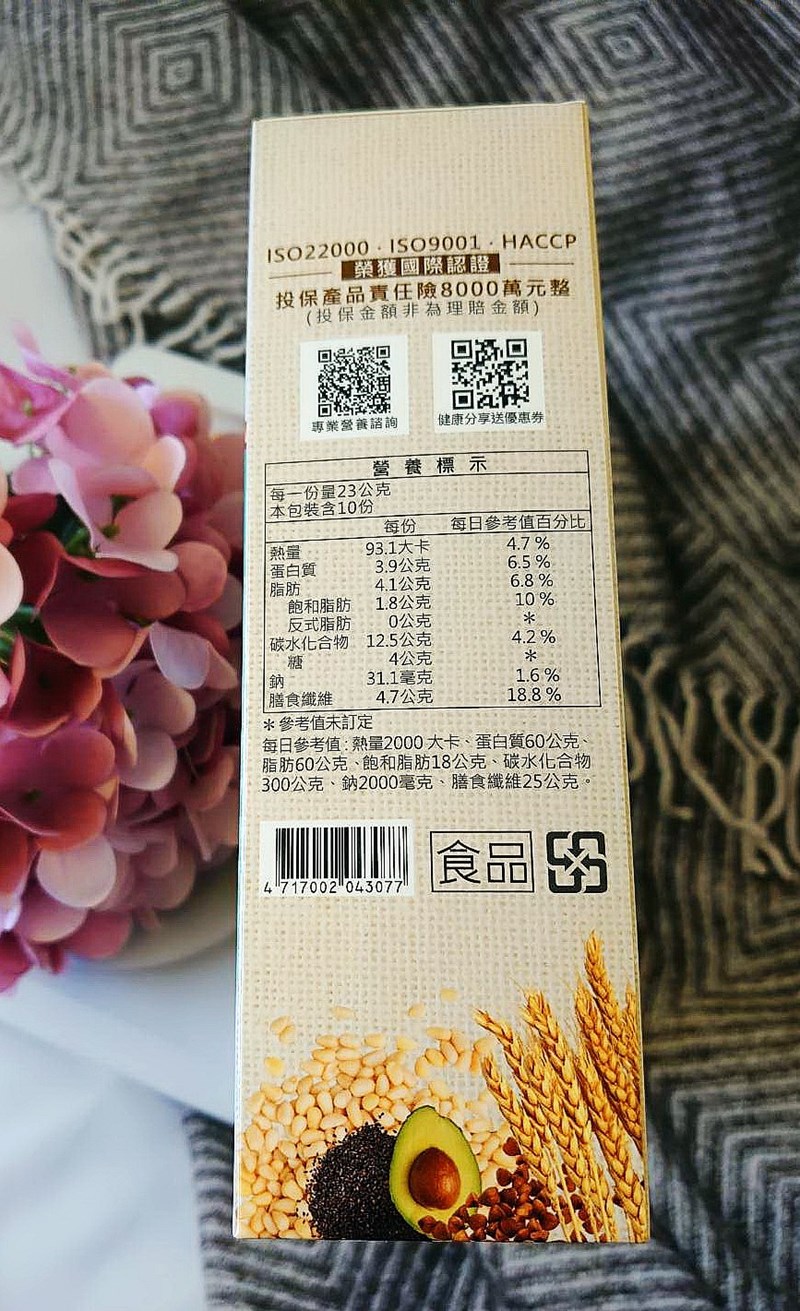 ISO22000 · ISO9001 · HACCP
榮獲國際認證
投保產品責任險8000萬元整
(投保金額非為理賠金額)
專業營養諮詢
健康分享送優惠券
營養標示
每一份量23公克
本包裝含10份
每份 每日參考值百分比
熱量 93.1大卡 4.7%
蛋白質 3.9公克 6.5%
脂肪 4.1公克 6.8%
飽和脂肪 1.8公克 10%
反式脂肪 0公克 *
碳水化合物 12.5公克 4.2%
糖 4公克 *
鈉 31.1毫克 1.6%
膳食纖維 4.7公克 18.8%
*參考值未訂定
每日參考值:熱量2000大卡、蛋白質60公克、
脂肪60公克、飽和脂肪18公克、碳水化合物
300公克、鈉2000毫克、膳食纖維25公克。
4 717002 043077
食品